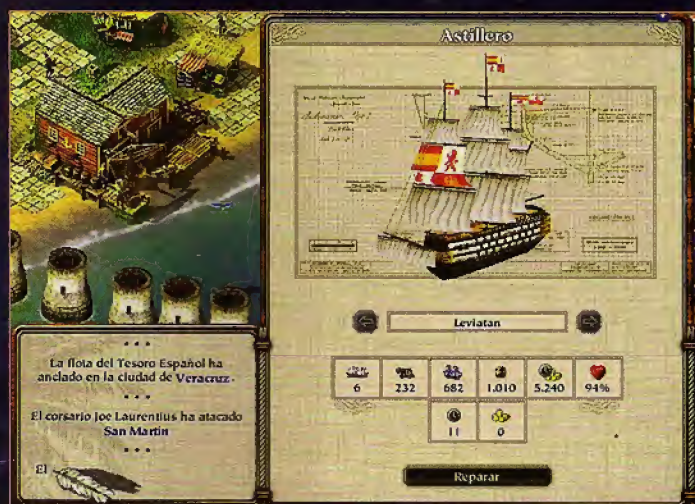 Astillero
Leviatan
6
232
682
1.010
5.240
94%
11
0
Reparar
La flota del Tesoro Español ha
anclado en la ciudad de Veracruz.
El corsario Joe Laurentius ha atacado
San Martin
El